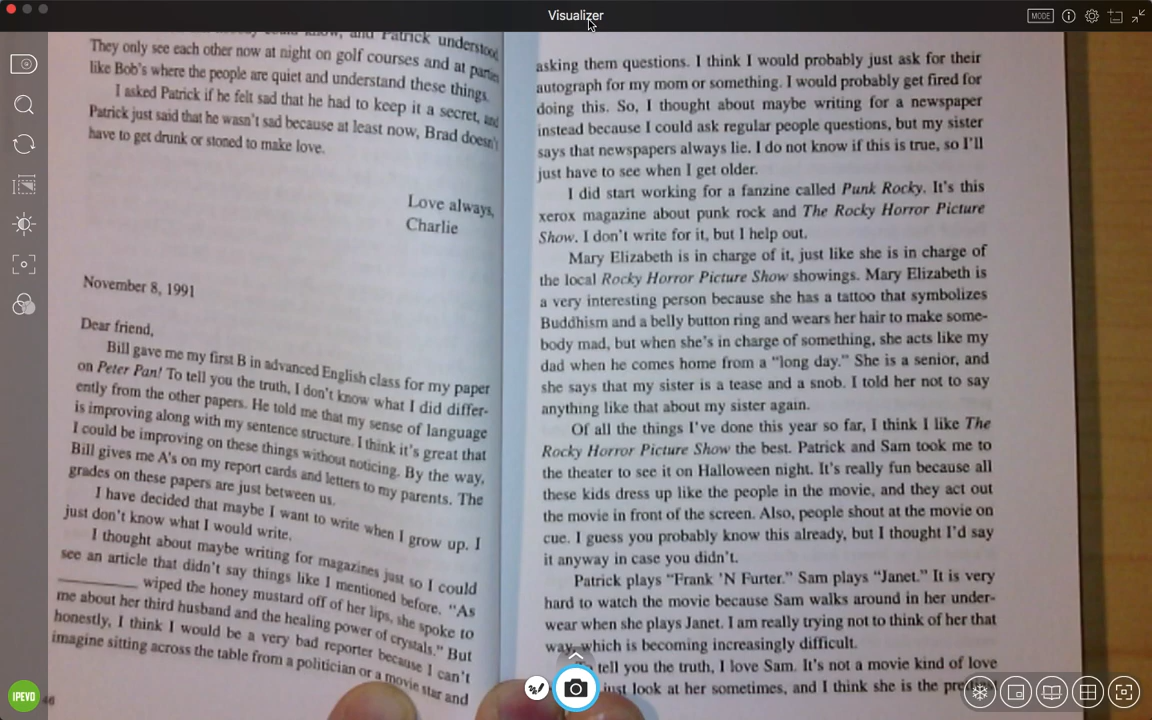 Visualizer
MODE
and Patrick understood
They only see each other now at night on golf courses and at parties
like Bob's where the people are quiet and understand these things.
I asked Patrick if he felt sad that he had to keep it a secret, and
Patrick just said that he wasn't sad because at least now, Brad doesn't
have to get drunk or stoned to make love.
Love always,
Charlie
November 8, 1991
Dear friend,
Bill gave me my first B in advanced English class for my paper
on Peter Pan! To tell you the truth, I don't know what I did differ-
ently from the other papers. He told me that my sense of language
is improving along with my sentence structure. I think it's great that
I could be improving on these things without noticing. By the way,
Bill gives me A's on my report cards and letters to my parents. The
grades on these papers are just between us.
I have decided that maybe I want to write when I grow up. I
just don't know what I would write.
I thought about maybe writing for magazines just so I could
see an article that didn't say things like I mentioned before. "As
________ wiped the honey mustard off of her lips, she spoke to
me about her third husband and the healing power of crystals." But
honestly, I think I would be a very bad reporter because I can't
imagine sitting across the table from a politician or a movie star and
46
asking them questions. I think I would probably just ask for their
autograph for my mom or something. I would probably get fired for
doing this. So, I thought about maybe writing for a newspaper
instead because I could ask regular people questions, but my sister
says that newspapers always lie. I do not know if this is true, so I'll
just have to see when I get older.
I did start working for a fanzine called Punk Rocky. It's this
xerox magazine about punk rock and The Rocky Horror Picture
Show. I don't write for it, but I help out.
Mary Elizabeth is in charge of it, just like she is in charge of
the local Rocky Horror Picture Show showings. Mary Elizabeth is
a very interesting person because she has a tattoo that symbolizes
Buddhism and a belly button ring and wears her hair to make some-
body mad, but when she's in charge of something, she acts like my
dad when he comes home from a "long day." She is a senior, and
she says that my sister is a tease and a snob. I told her not to say
anything like that about my sister again.
Of all the things I've done this year so far, I think I like The
Rocky Horror Picture Show the best. Patrick and Sam took me to
the theater to see it on Halloween night. It's really fun because all
these kids dress up like the people in the movie, and they act out
the movie in front of the screen. Also, people shout at the movie on
cue. I guess you probably know this already, but I thought I'd say
it anyway in case you didn't.
Patrick plays "Frank 'N Furter." Sam plays "Janet." It is very
hard to watch the movie because Sam walks around in her under-
wear when she plays Janet. I am really trying not to think of her that
way, which is becoming increasingly difficult.
tell you the truth, I love Sam. It's not a movie kind of love
just look at her sometimes, and I think she is the
IPEVO